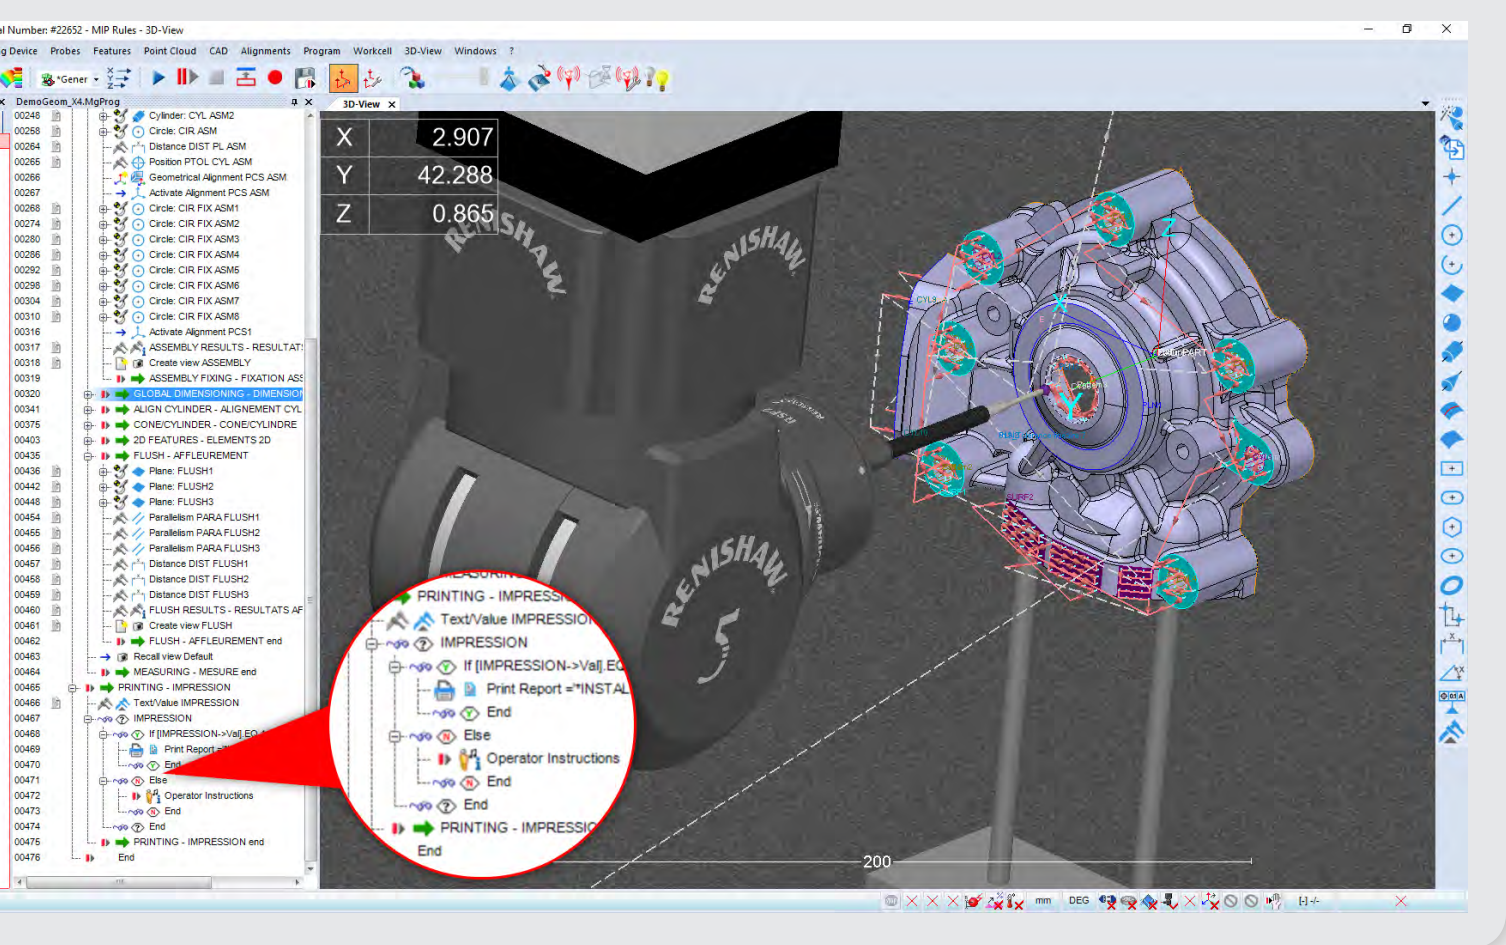 al Number: #22652 - MIP Rules - 3D-View
ng Device Probes Features Point Cloud CAD Alignments Program Workcell 3D-View Windows ?
*Gener
DemoGeom_X4.MgProg
3D-View
00248 Cylinder: CYL ASM2
00258 Circle: CIR ASM
00264 Distance DIST PL ASM
00265 Position PTOL CYL ASM
00266 Geometrical Alignment PCS ASM
00267 Activate Alignment PCS ASM
00268 Circle: CIR FIX ASM1
00274 Circle: CIR FIX ASM2
00280 Circle: CIR FIX ASM3
00286 Circle: CIR FIX ASM4
00292 Circle: CIR FIX ASM5
00298 Circle: CIR FIX ASM6
00304 Circle: CIR FIX ASM7
00310 Circle: CIR FIX ASM8
00316 Activate Alignment PCS1
00317 ASSEMBLY RESULTS - RESULTAT
00318 Create view ASSEMBLY
00319 ASSEMBLY FIXING - FIXATION ASS
00320 GLOBAL DIMENSIONING - DIMENSION
00341 ALIGN CYLINDER - ALIGNEMENT CYL
00375 CONE/CYLINDER - CONE/CYLINDRE
00403 2D FEATURES - ELEMENTS 2D
00435 FLUSH - AFFLEUREMENT
00436 Plane: FLUSH1
00442 Plane: FLUSH2
00448 Plane: FLUSH3
00454 Parallelism PARA FLUSH1
00455 Parallelism PARA FLUSH2
00456 Parallelism PARA FLUSH3
00457 Distance DIST FLUSH1
00458 Distance DIST FLUSH2
00459 Distance DIST FLUSH3
00460 FLUSH RESULTS - RESULTATS AF
00461 Create view FLUSH
00462 FLUSH - AFFLEUREMENT end
00463 Recall view Default
00464 MEASURING - MESURE end
00465 PRINTING - IMPRESSION
00466 Text/Value IMPRESSION
00467 IMPRESSION
00468 If [IMPRESSION->Val].EQ
00469 Print Report =
00470 End
00471 Else
00472 Operator Instructions
00473 End
00474 End
00475 PRINTING - IMPRESSION end
00476 End
X 2.907
Y 42.288
Z 0.865
RENISHAW
RENISHAW
RENISHAW
5
Z
X
Y
SURF2
PLN1
200
PRINTING - IMPRESS
Text/Value IMPRESSION
IMPRESSION
If [IMPRESSION->Val].EQ
Print Report ="*INSTAL
End
Else
Operator Instructions
End
End
PRINTING - IMPRESSIO
End
mm DEG [-] -/-